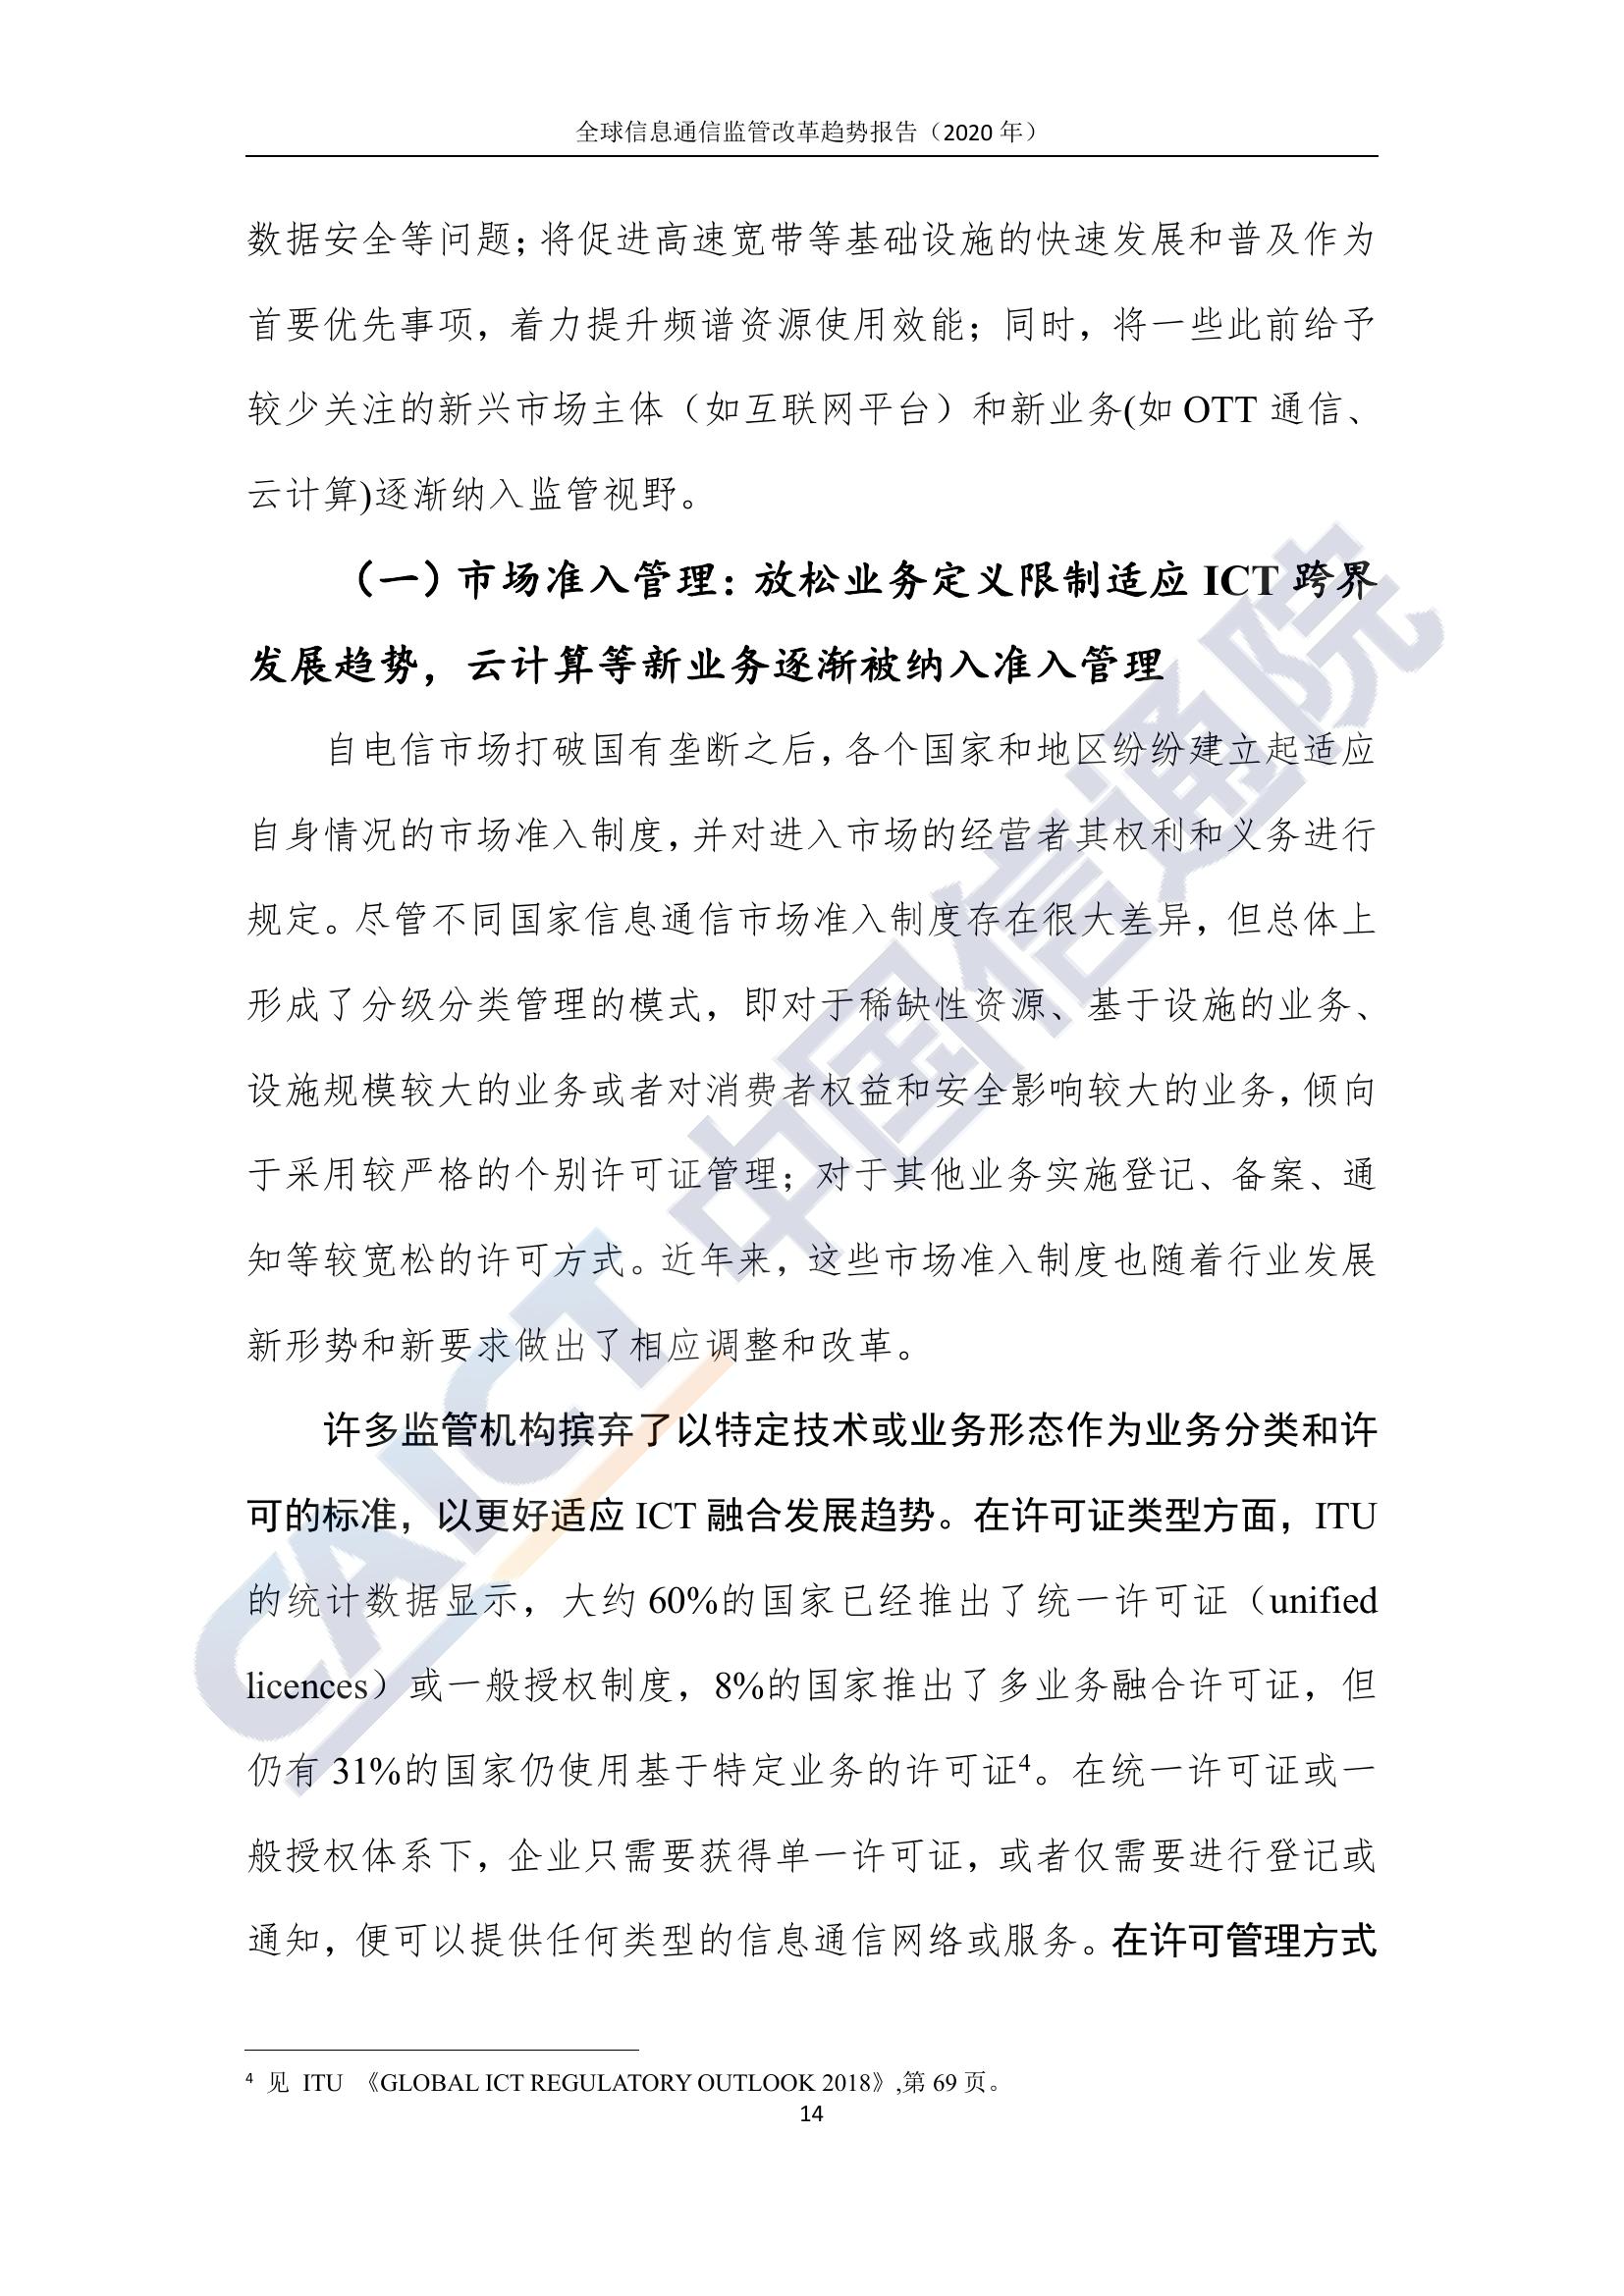 全球信息通信监管改革趋势报告（2020 年）
数据安全等问题；将促进高速宽带等基础设施的快速发展和普及作为
首要优先事项，着力提升频谱资源使用效能；同时，将一些此前给予
较少关注的新兴市场主体（如互联网平台）和新业务(如 OTT 通信、
云计算)逐渐纳入监管视野。
（一）市场准入管理：放松业务定义限制适应 ICT 跨界
发展趋势，云计算等新业务逐渐被纳入准入管理
自电信市场打破国有垄断之后，各个国家和地区纷纷建立起适应
自身情况的市场准入制度，并对进入市场的经营者其权利和义务进行
规定。尽管不同国家信息通信市场准入制度存在很大差异，但总体上
形成了分级分类管理的模式，即对于稀缺性资源、基于设施的业务、
设施规模较大的业务或者对消费者权益和安全影响较大的业务，倾向
于采用较严格的个别许可证管理；对于其他业务实施登记、备案、通
知等较宽松的许可方式。近年来，这些市场准入制度也随着行业发展
新形势和新要求做出了相应调整和改革。
许多监管机构摈弃了以特定技术或业务形态作为业务分类和许
可的标准，以更好适应 ICT 融合发展趋势。在许可证类型方面，ITU
的统计数据显示，大约 60%的国家已经推出了统一许可证（unified
licences）或一般授权制度，8%的国家推出了多业务融合许可证，但
仍有 31%的国家仍使用基于特定业务的许可证4。在统一许可证或一
般授权体系下，企业只需要获得单一许可证，或者仅需要进行登记或
通知，便可以提供任何类型的信息通信网络或服务。在许可管理方式
4 见 ITU 《GLOBAL ICT REGULATORY OUTLOOK 2018》,第 69 页。
14
CAICT 中国信通院